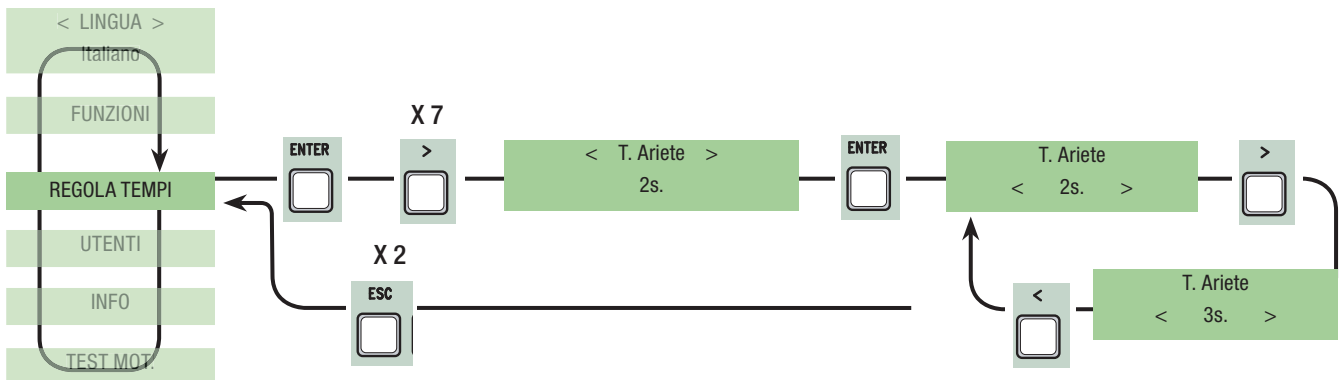 < LINGUA >
Italiano
FUNZIONI
REGOLA TEMPI
UTENTI
INFO
TEST MOT.
ENTER
X 7
>
< T. Ariete >
2s.
ENTER
T. Ariete
< 2s. >
>
T. Ariete
< 3s. >
<
X 2
ESC